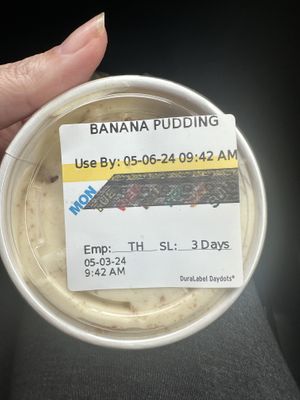 BANANA PUDDING
Use By: 05-06-24 09:42 AM
MON
Emp: TH SL: 3 Days
05-03-24
9:42 AM
DuraLabel Daydots®